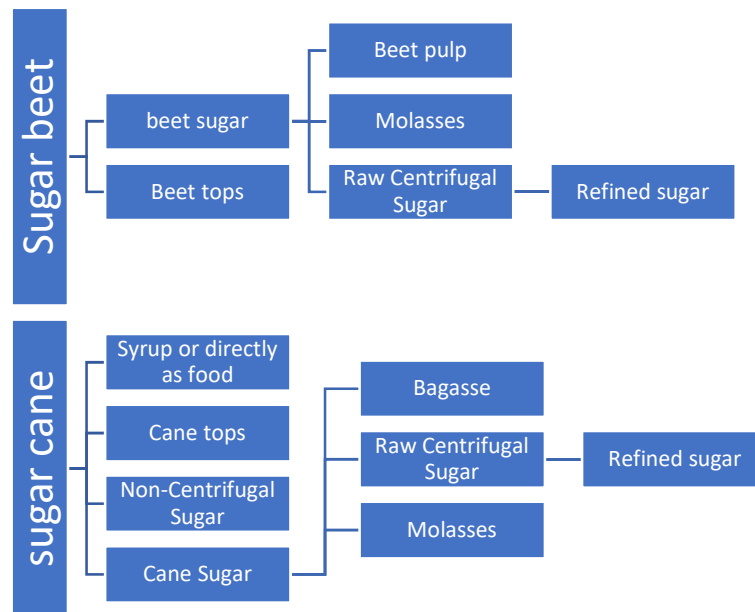 Sugar beet
beet sugar
Beet tops
Beet pulp
Molasses
Raw Centrifugal
Sugar
Refined sugar
sugar cane
Syrup or directly
as food
Cane tops
Non-Centrifugal
Sugar
Cane Sugar
Bagasse
Raw Centrifugal
Sugar
Molasses
Refined sugar